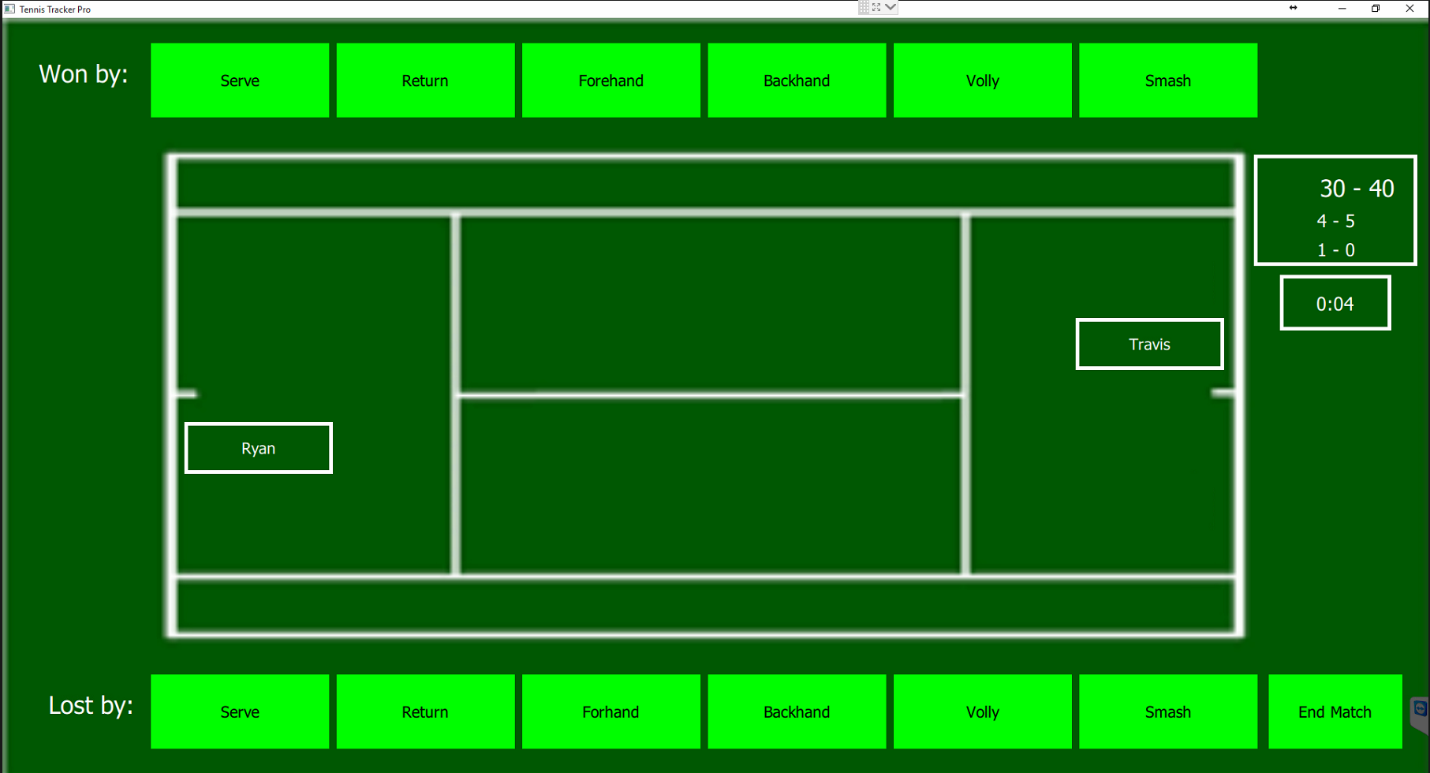 Tennis Tracker Pro
Won by:
Serve
Return
Forehand
Backhand
Volly
Smash
30 - 40
4 - 5
1 - 0
0:04
Travis
Ryan
Lost by:
Serve
Return
Forhand
Backhand
Volly
Smash
End Match